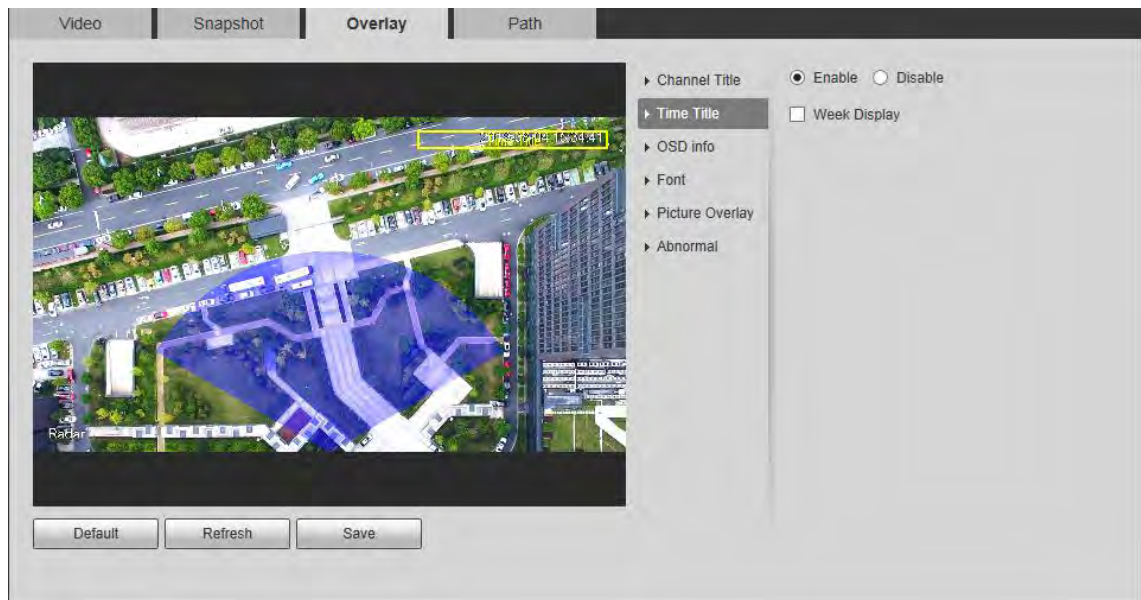 Video Snapshot Overlay Path
Channel Title
Enable Disable
Time Title
Week Display
OSD info
Font
Picture Overlay
Abnormal
Radar
Default Refresh Save